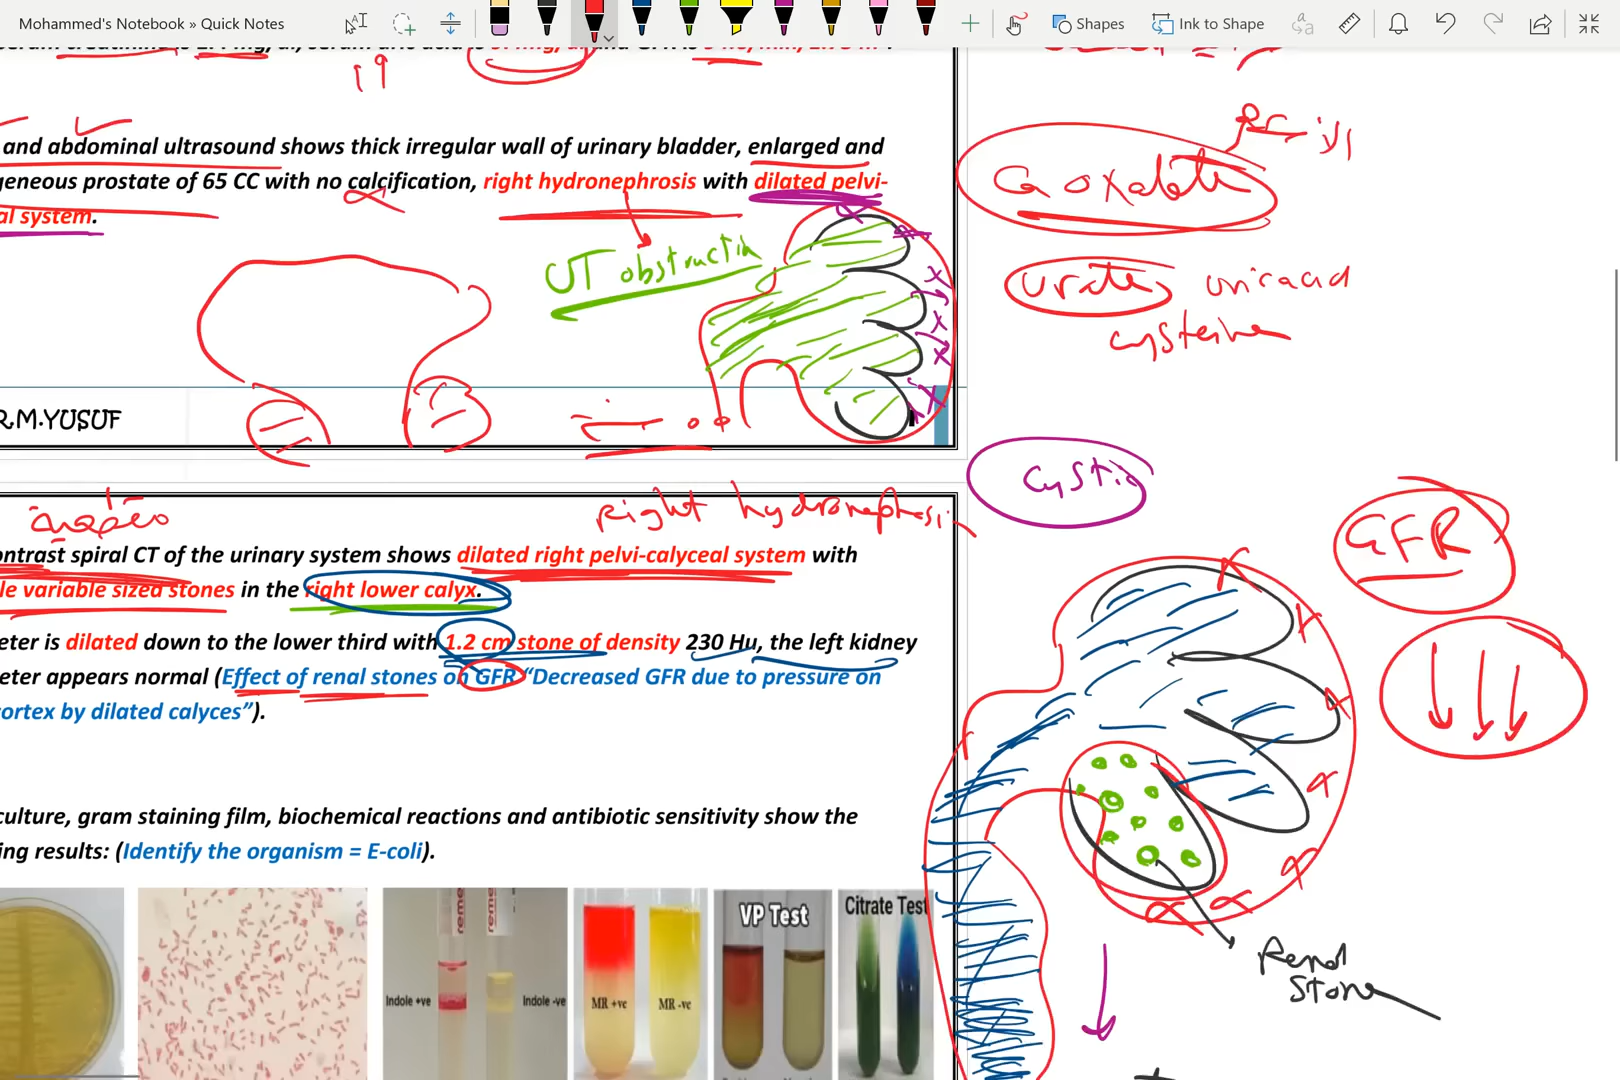 Mohammed's Notebook » Quick Notes
Shapes
Ink to Shape
and abdominal ultrasound shows thick irregular wall of urinary bladder, enlarged and
geneous prostate of 65 CC with no calcification, right hydronephrosis with dilated pelvi-
al system.
UT obstructin
Ca oxalate
urate
uric acid
cysteine
R.M.YUSUF
Cystic
GFR
Right hydronephrosis
ontrast spiral CT of the urinary system shows dilated right pelvi-calyceal system with
le variable sized stones in the right lower calyx.
eter is dilated down to the lower third with 1.2 cm stone of density 230 Hu, the left kidney
eter appears normal (Effect of renal stones on GFR “Decreased GFR due to pressure on
cortex by dilated calyces”).
culture, gram staining film, biochemical reactions and antibiotic sensitivity show the
ing results: (Identify the organism = E-coli).
reme
reme
Indole +ve
Indole -ve
MR +ve
MR -ve
VP Test
Citrate Test
Renal
Stone